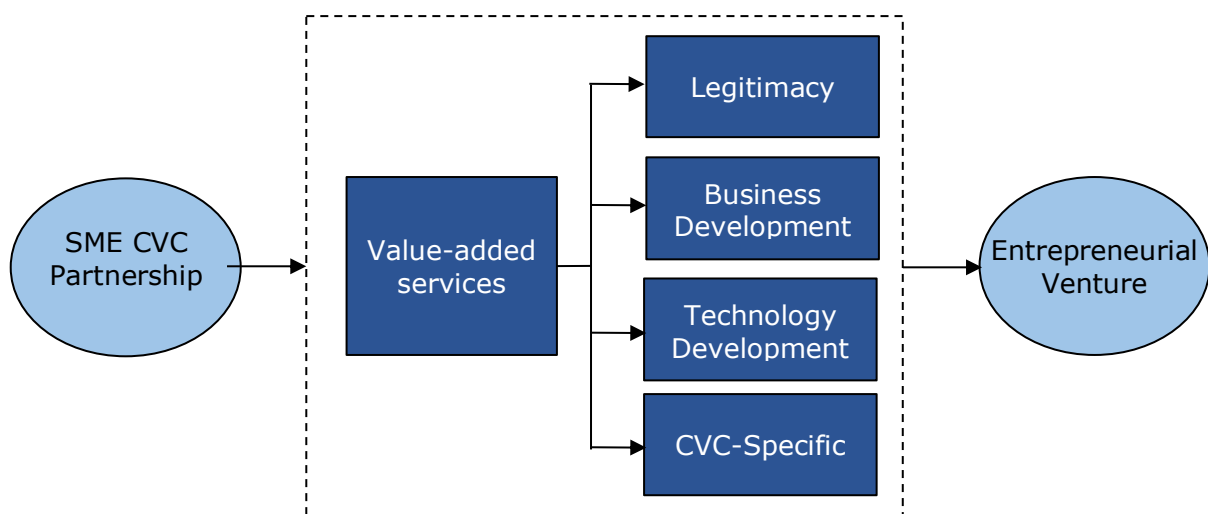 SME CVC
Partnership
Value-added
services
Legitimacy
Business
Development
Technology
Development
CVC-Specific
Entrepreneurial
Venture